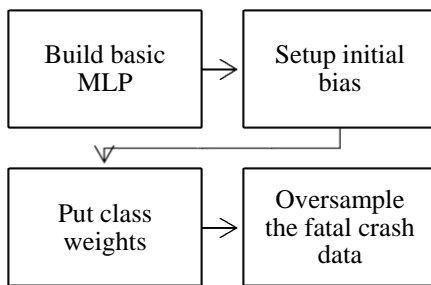 Build basic
MLP
Setup initial
bias
Put class
weights
Oversample
the fatal crash
data